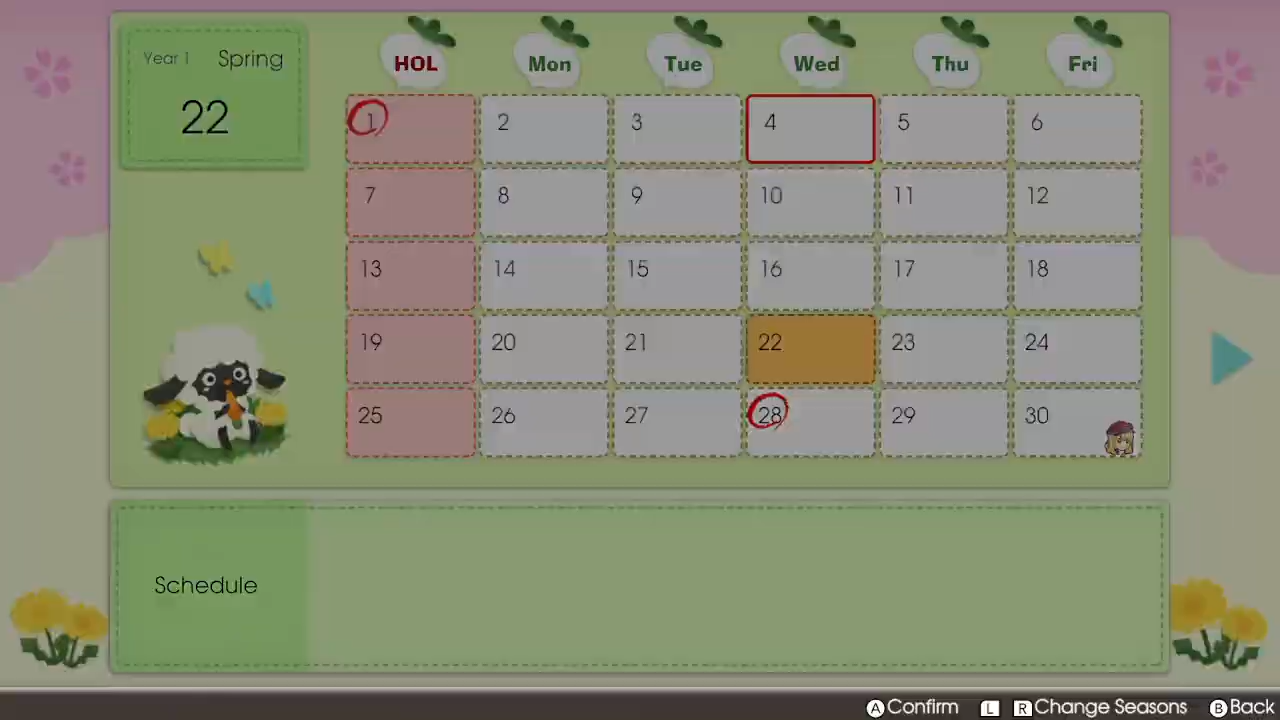 Year 1 Spring
22
HOL Mon Tue Wed Thu Fri
1 2 3 4 5 6
7 8 9 10 11 12
13 14 15 16 17 18
19 20 21 22 23 24
25 26 27 28 29 30
Schedule
A Confirm L R Change Seasons B Back